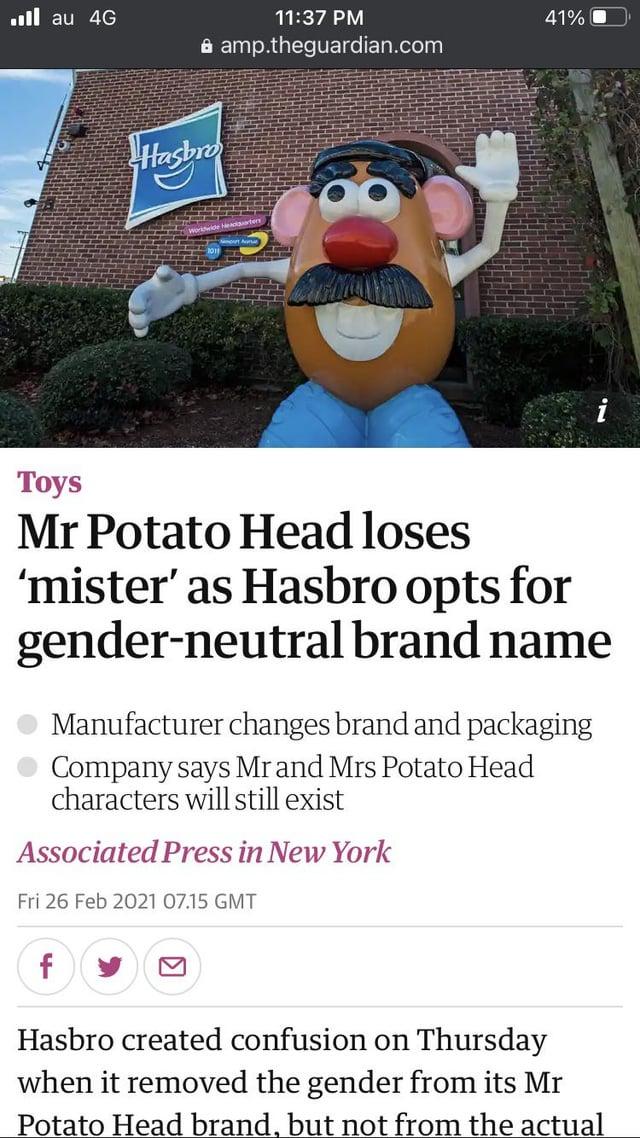 au 4G 11:37 PM 41%
amp.theguardian.com
Hasbro
Worldwide Headquarters
Newport Avenue
1011
i
Toys
Mr Potato Head loses
‘mister’ as Hasbro opts for
gender-neutral brand name
Manufacturer changes brand and packaging
Company says Mr and Mrs Potato Head
characters will still exist
Associated Press in New York
Fri 26 Feb 2021 07.15 GMT
f
Hasbro created confusion on Thursday
when it removed the gender from its Mr
Potato Head brand, but not from the actual